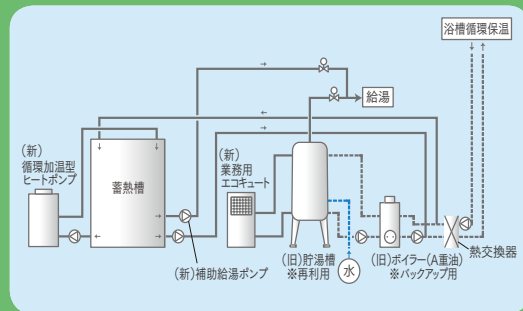 浴槽循環保温
給湯
（新）
循環加温型
ヒートポンプ
蓄熱槽
（新）
業務用
エコキュート
（新）補助給湯ポンプ
（旧）貯湯槽
※再利用
水
（旧）ボイラー（A重油）
※バックアップ用
熱交換器